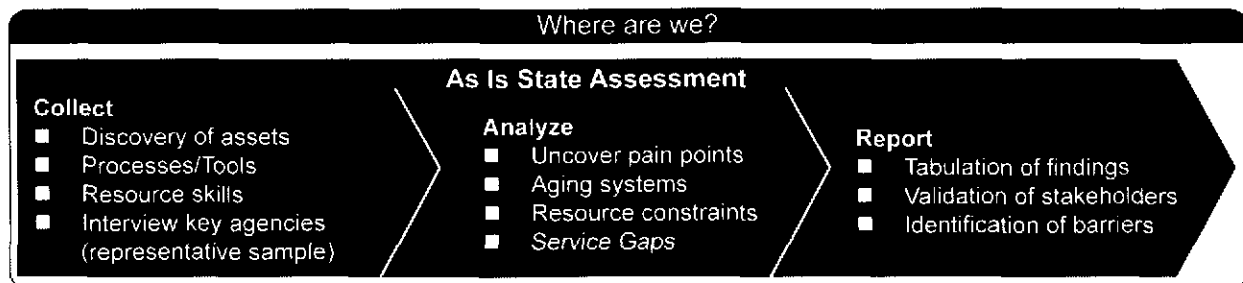 Where are we?
As Is State Assessment
Collect
Discovery of assets
Processes/Tools
Resource skills
Interview key agencies
(representative sample)
Analyze
Uncover pain points
Aging systems
Resource constraints
Service Gaps
Report
Tabulation of findings
Validation of stakeholders
Identification of barriers